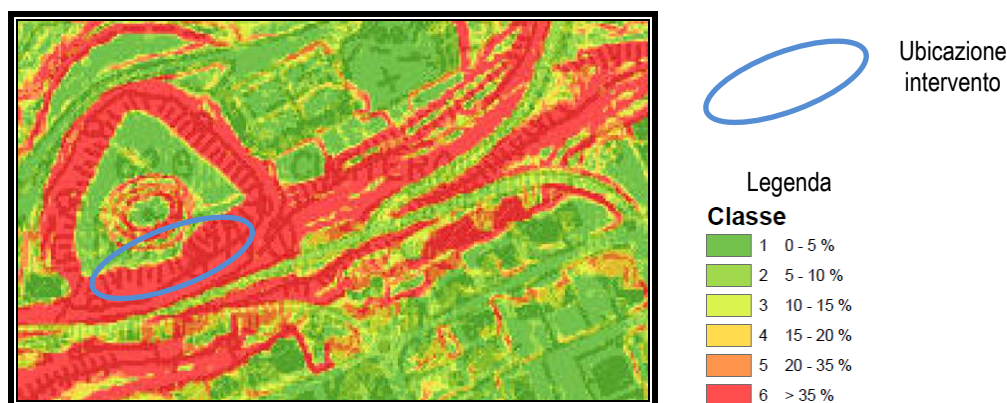 Ubicazione
intervento
Legenda
Classe
1 0 - 5 %
2 5 - 10 %
3 10 - 15 %
4 15 - 20 %
5 20 - 35 %
6 > 35 %